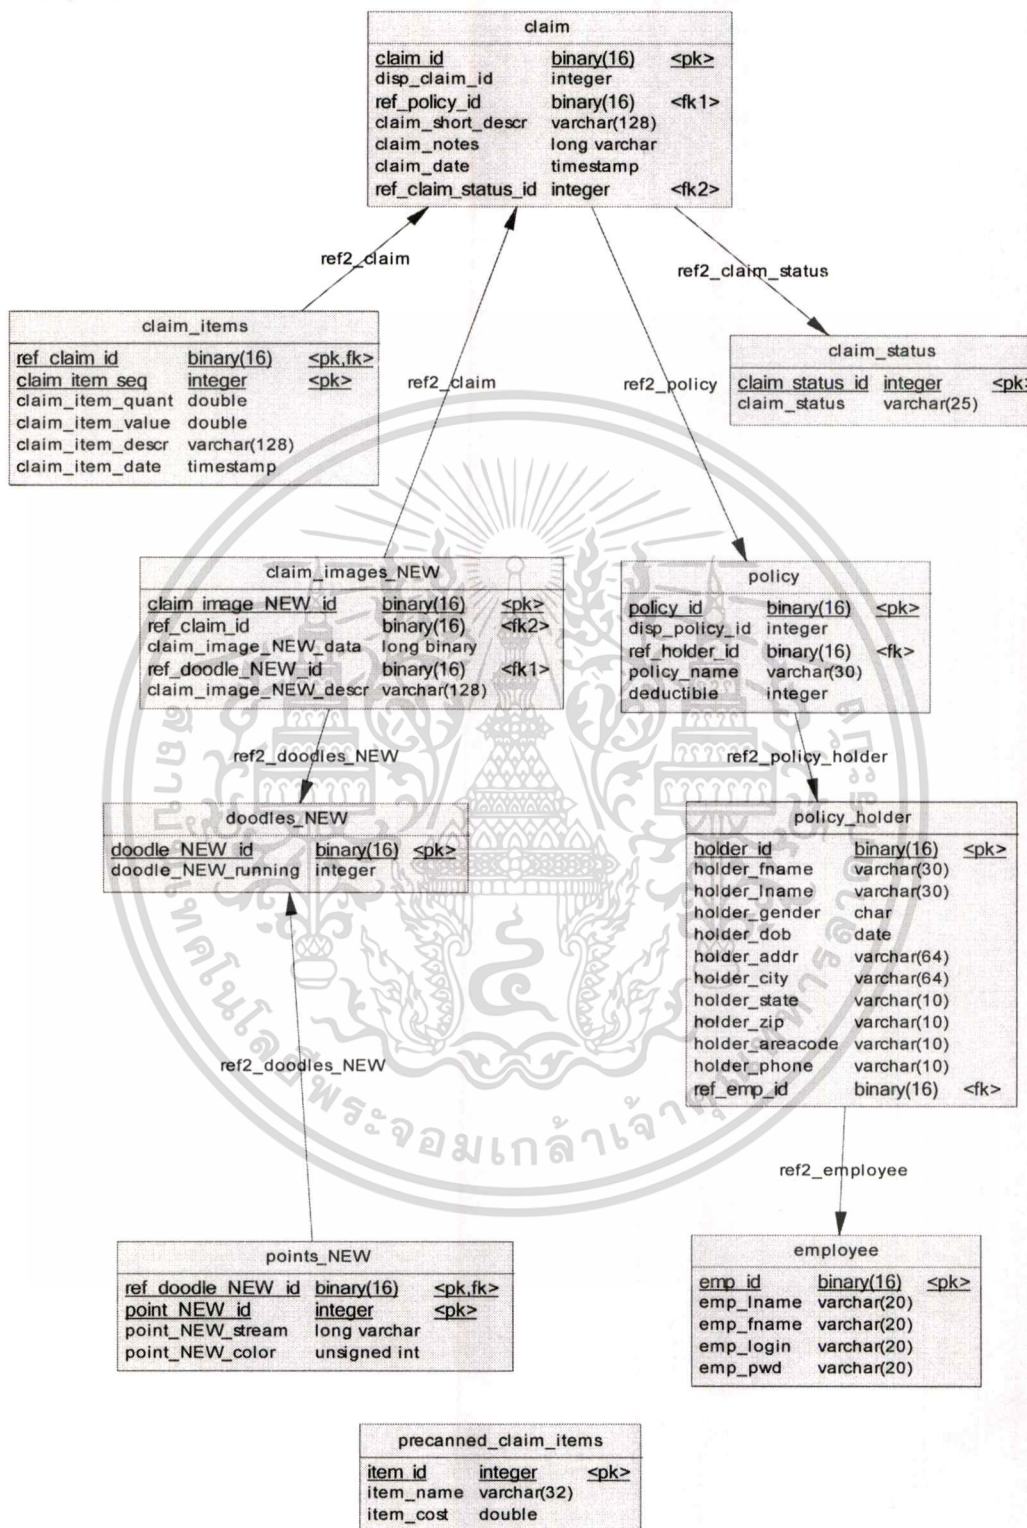 claim
claim_id binary(16) <pk>
disp_claim_id integer
ref_policy_id binary(16) <fk1>
claim_short_descr varchar(128)
claim_notes long varchar
claim_date timestamp
ref_claim_status_id integer <fk2>
ref2_claim
ref2_claim_status
claim_items
ref_claim_id binary(16) <pk,fk>
claim_item_seq integer <pk>
claim_item_quant double
claim_item_value double
claim_item_descr varchar(128)
claim_item_date timestamp
ref2_claim
ref2_policy
claim_status
claim_status_id integer <pk>
claim_status varchar(25)
claim_images_NEW
claim_image_NEW_id binary(16) <pk>
ref_claim_id binary(16) <fk2>
claim_image_NEW_data long binary
ref_doodle_NEW_id binary(16) <fk1>
claim_image_NEW_descr varchar(128)
policy
policy_id binary(16) <pk>
disp_policy_id integer
ref_holder_id binary(16) <fk>
policy_name varchar(30)
deductible integer
ref2_doodles_NEW
ref2_policy_holder
doodles_NEW
doodle_NEW_id binary(16) <pk>
doodle_NEW_running integer
policy_holder
holder_id binary(16) <pk>
holder_fname varchar(30)
holder_lname varchar(30)
holder_gender char
holder_dob date
holder_addr varchar(64)
holder_city varchar(64)
holder_state varchar(10)
holder_zip varchar(10)
holder_areacode varchar(10)
holder_phone varchar(10)
ref_emp_id binary(16) <fk>
ref2_doodles_NEW
ref2_employee
points_NEW
ref_doodle_NEW_id binary(16) <pk,fk>
point_NEW_id integer <pk>
point_NEW_stream long varchar
point_NEW_color unsigned int
employee
emp_id binary(16) <pk>
emp_lname varchar(20)
emp_fname varchar(20)
emp_login varchar(20)
emp_pwd varchar(20)
precanned_claim_items
item_id integer <pk>
item_name varchar(32)
item_cost double